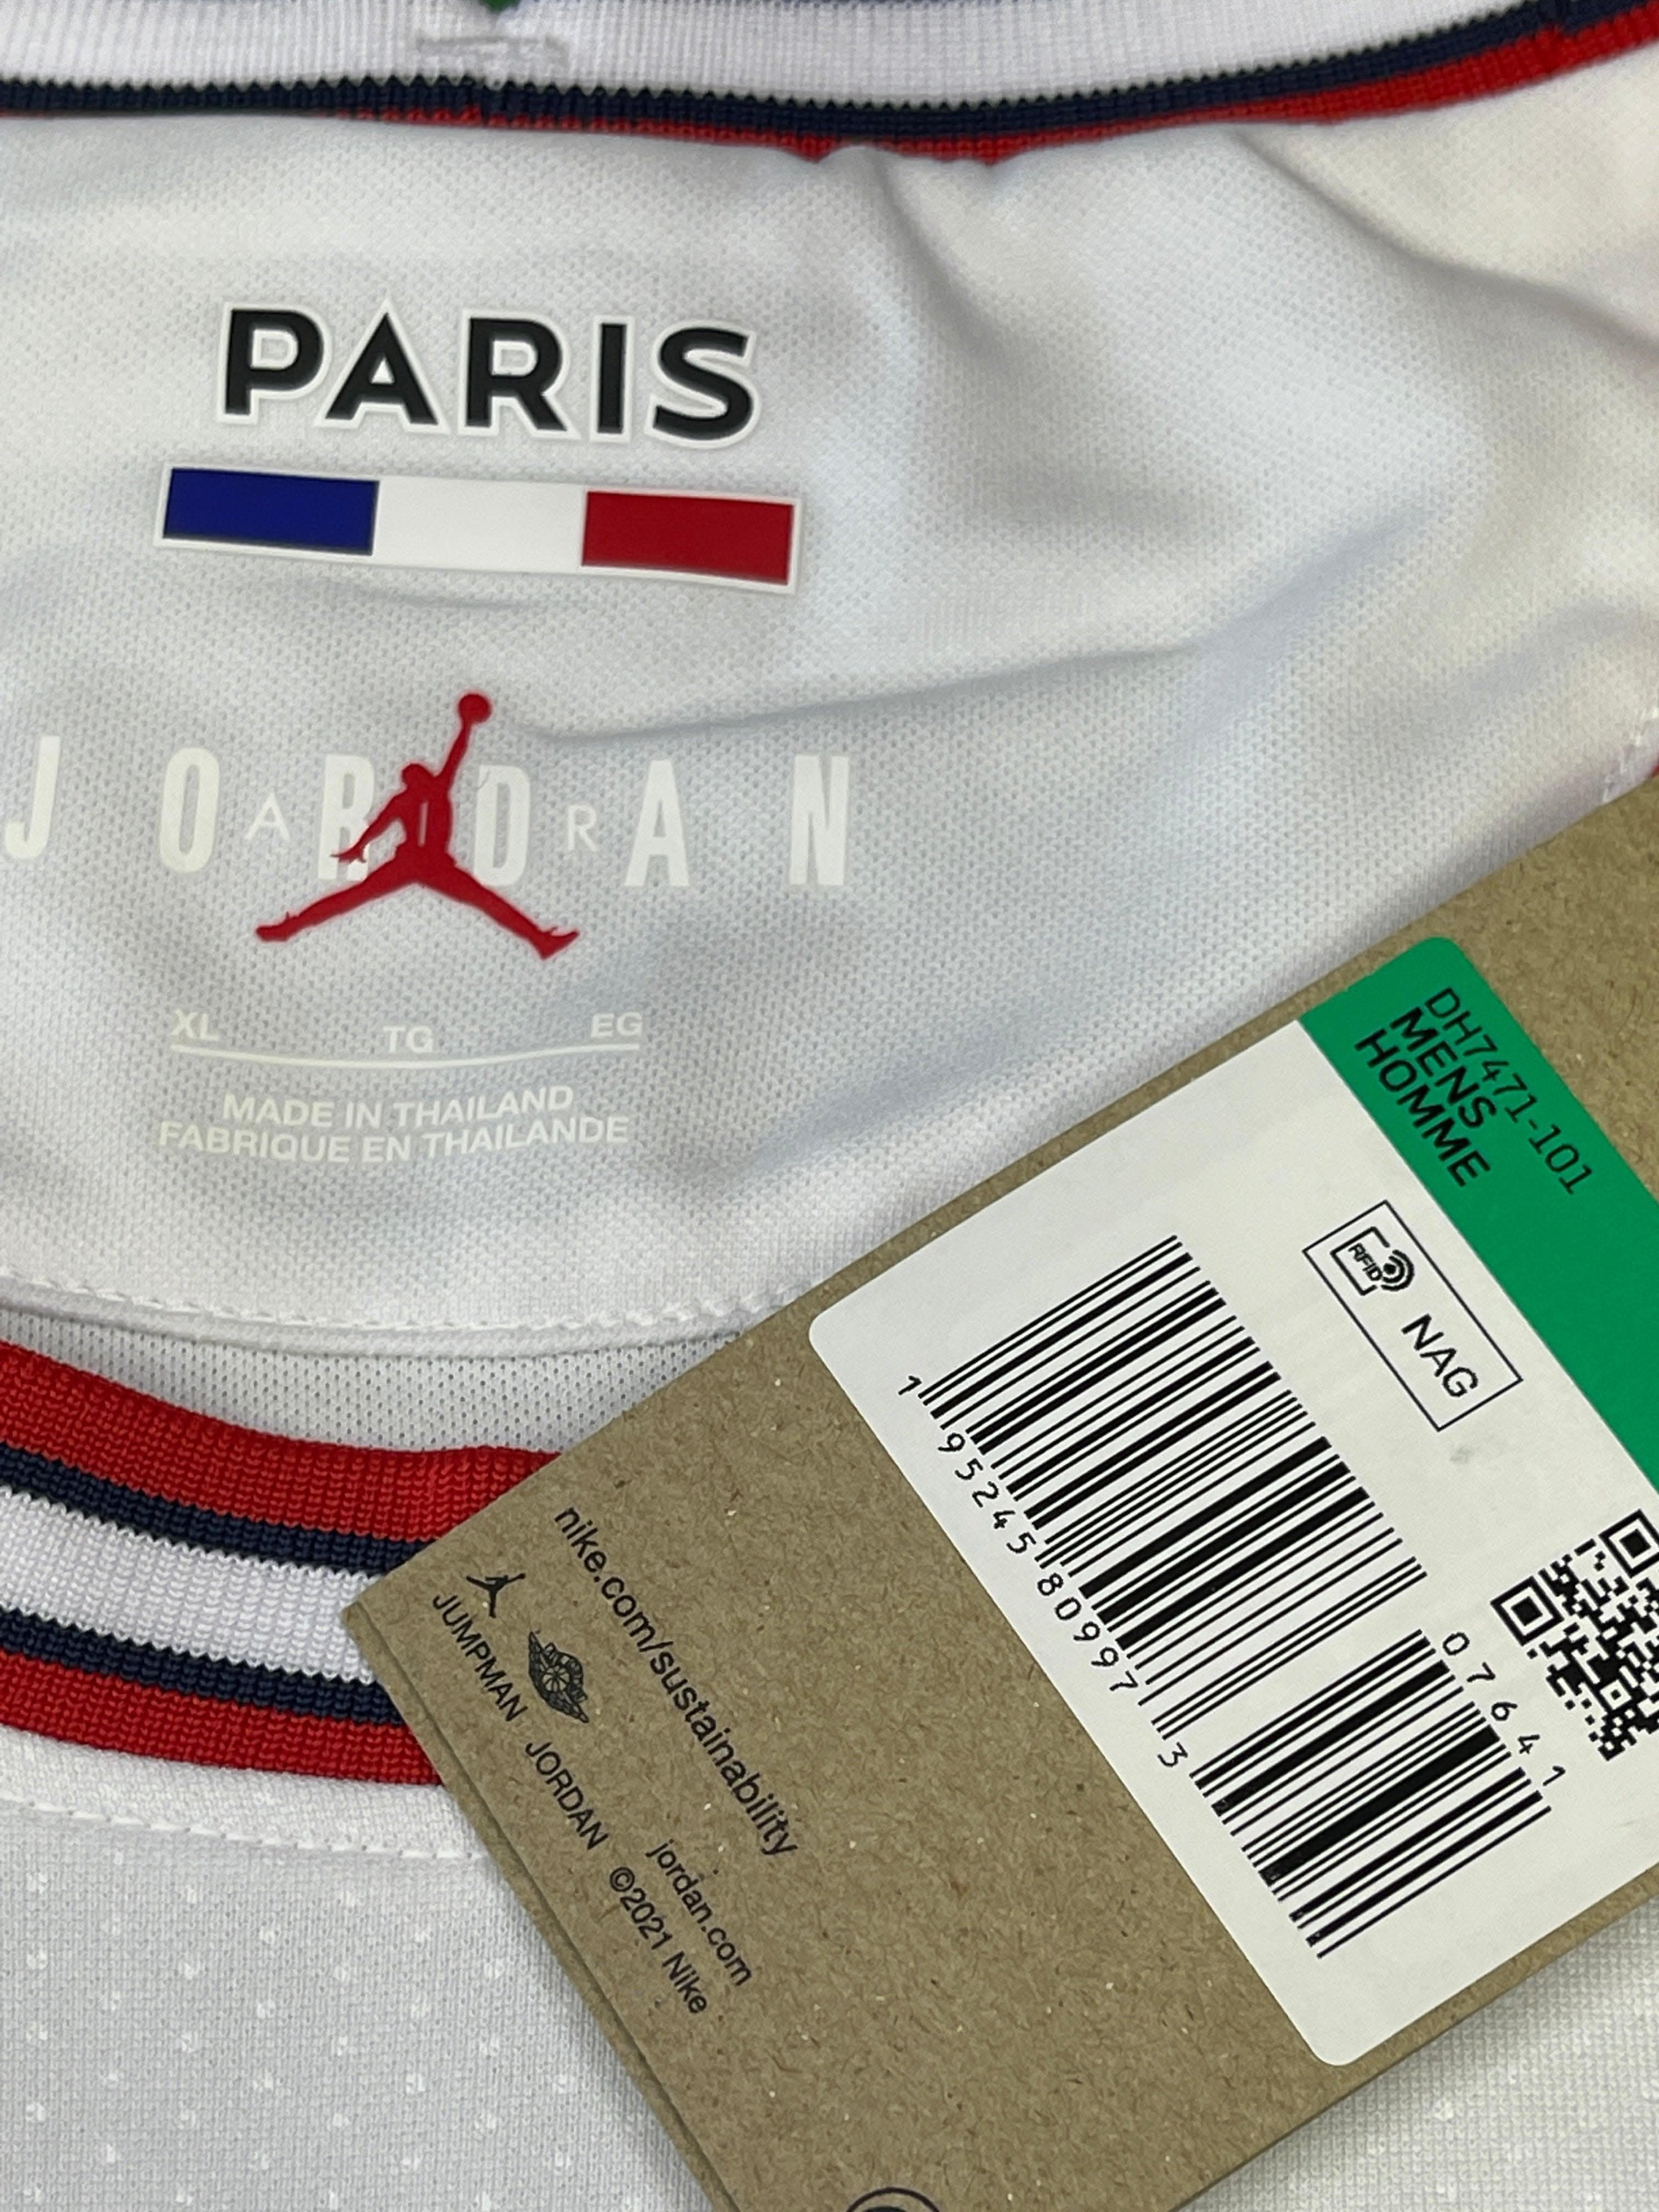 PARIS
JORDAN
A I R
XL TG EG
MADE IN THAILAND
FABRIQUE EN THAILANDE
DH7471-101
MENS
HOMME
RFID NAG
1 95245 80997 3
07641
nike.com/sustainability
jordan.com
JUMPMAN JORDAN ©2021 Nike